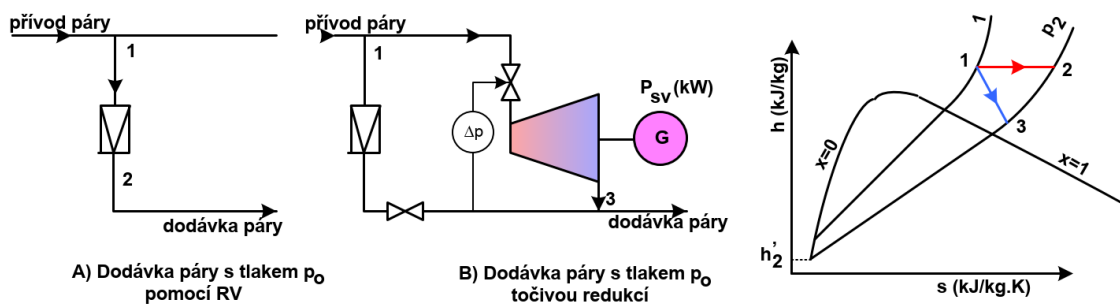 přívod páry
1
2
dodávka páry
A) Dodávka páry s tlakem pₒ
pomocí RV
přívod páry
1
Δp
Pₛᵥ (kW)
G
3
dodávka páry
B) Dodávka páry s tlakem pₒ
točivou redukcí
h (kJ/kg)
1
p₂
1
2
3
x=0
x=1
h₂'
s (kJ/kg.K)